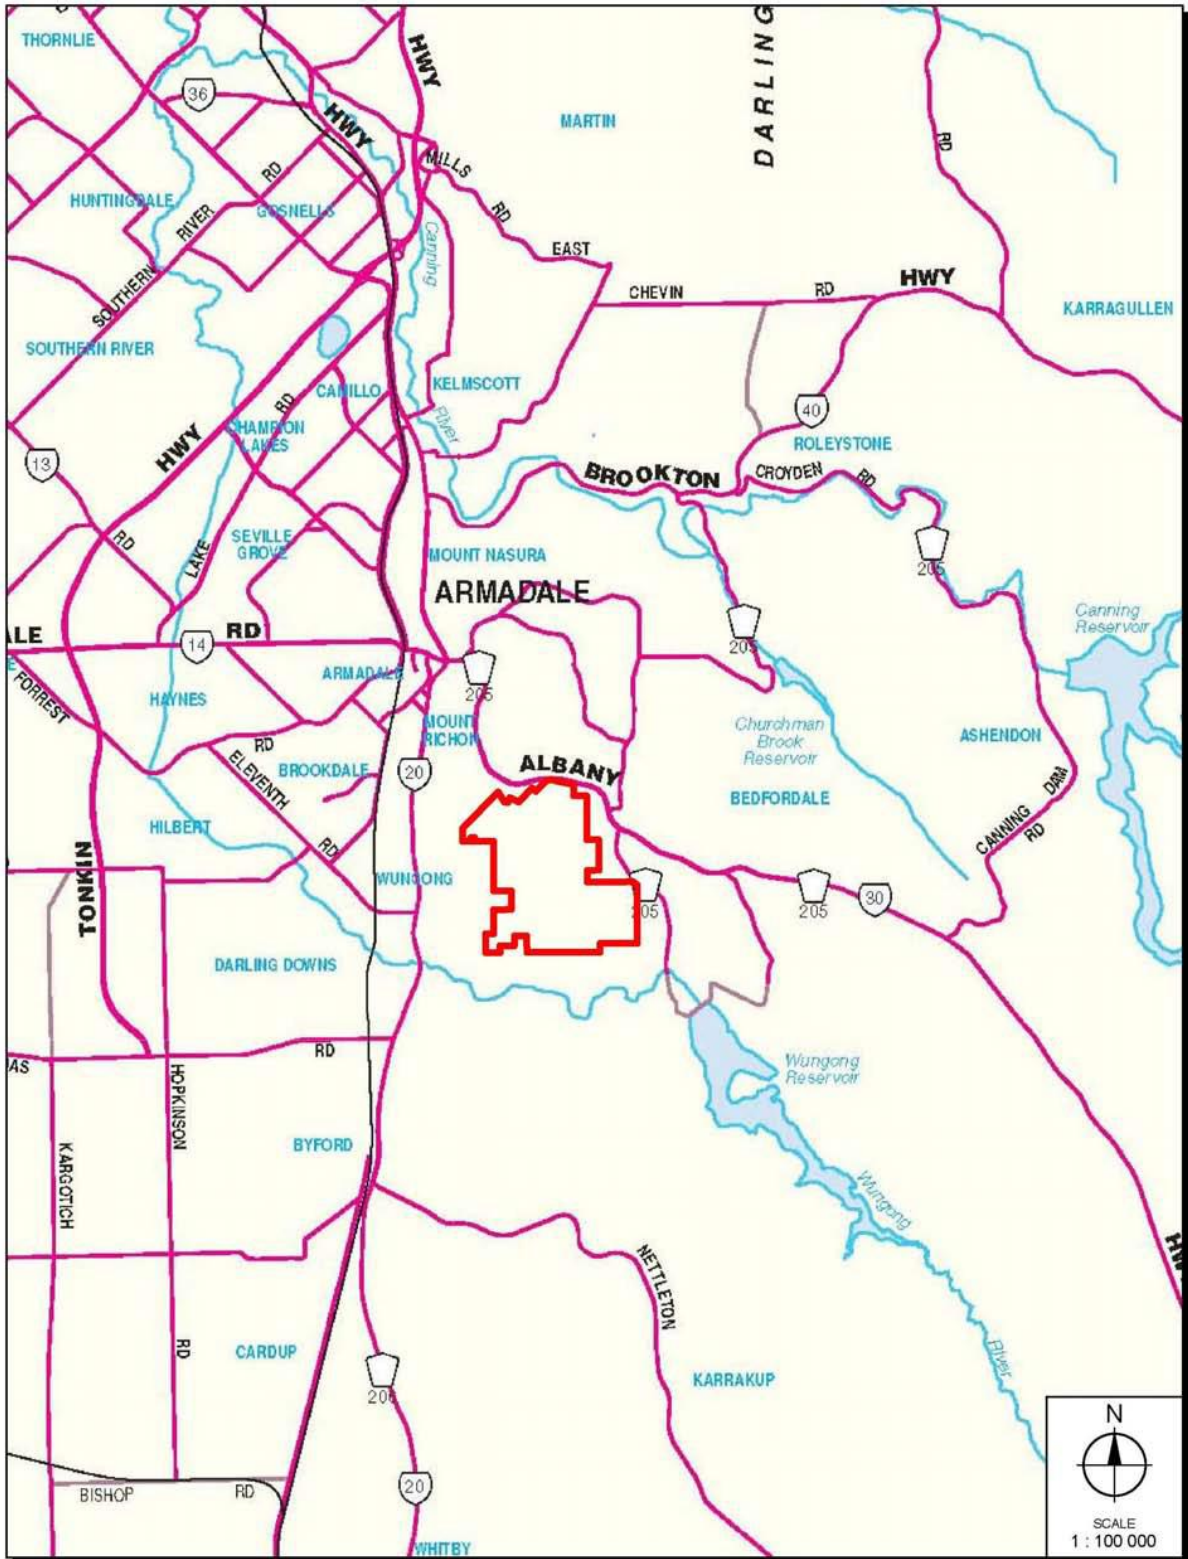 THORNLIE
HWY
DARLING
36
HWY
MARTIN
RD
MILLS
RD
HUNTINGDALE
RD
GOSNELLS
RIVER
RD
EAST
Canning
SOUTHERN
CHEVIN
RD
HWY
KARRAGULLEN
SOUTHERN RIVER
CAMILLO
KELMSCOTT
RD
River
40
CHAMPION
LAKES
HWY
ROLEYSTONE
13
BROOKTON
CROYDEN
RD
RD
SEVILLE
GROVE
LAKE
MOUNT NASURA
205
ARMADALE
Canning
Reservoir
205
ALE
14
RD
ARMADALE
205
FORREST
HAYNES
MOUNT
RICHON
Churchman
Brook
Reservoir
ASHENDON
RD
ALBANY
BROOKDALE
20
ELEVENTH
BEDFORDALE
DAM
CANNING
RD
HILBERT
RD
TONKIN
WUNGONG
205
205
30
DARLING DOWNS
RD
AS
Wungong
Reservoir
HOPKINSON
BYFORD
KARGOTICH
Wungong
NETTLETON
RD
CARDUP
River
KARRAKUP
206
N
20
BISHOP
RD
SCALE
1 : 100 000
WHITBY